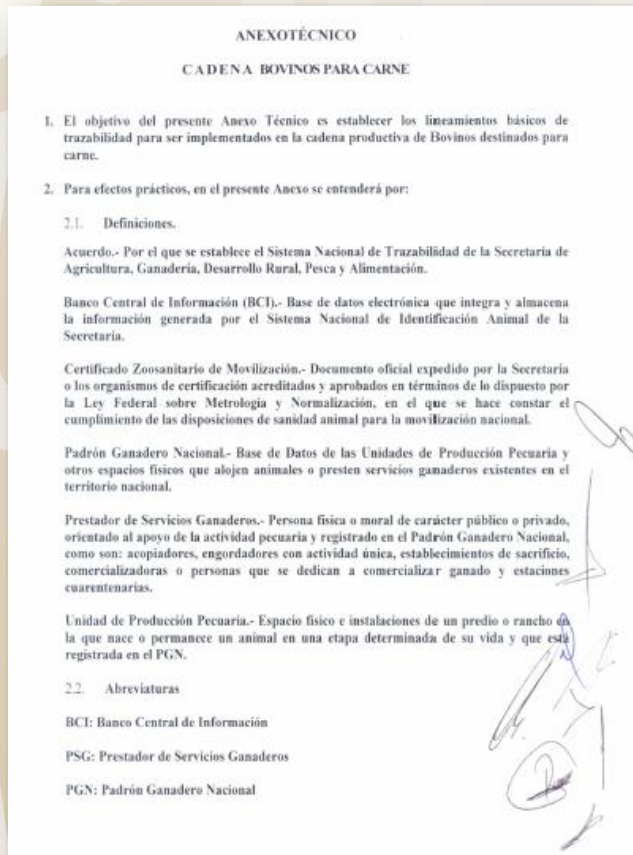 ANEXOTÉCNICO
CADENA BOVINOS PARA CARNE
1. El objetivo del presente Anexo Técnico es establecer los lineamientos básicos de
trazabilidad para ser implementados en la cadena productiva de Bovinos destinados para
carne.
2. Para efectos prácticos, en el presente Anexo se entenderá por:
2.1. Definiciones.
Acuerdo.- Por el que se establece el Sistema Nacional de Trazabilidad de la Secretaría de
Agricultura, Ganadería, Desarrollo Rural, Pesca y Alimentación.
Banco Central de Información (BCI).- Base de datos electrónica que integra y almacena
la información generada por el Sistema Nacional de Identificación Animal de la
Secretaría.
Certificado Zoosanitario de Movilización.- Documento oficial expedido por la Secretaría
o los organismos de certificación acreditados y aprobados en términos de lo dispuesto por
la Ley Federal sobre Metrología y Normalización, en el que se hace constar el
cumplimiento de las disposiciones de sanidad animal para la movilización nacional.
Padrón Ganadero Nacional.- Base de Datos de las Unidades de Producción Pecuaria y
otros espacios físicos que alojen animales o presten servicios ganaderos existentes en el
territorio nacional.
Prestador de Servicios Ganaderos.- Persona física o moral de carácter público o privado,
orientado al apoyo de la actividad pecuaria y registrado en el Padrón Ganadero Nacional,
como son: acopiadores, engordadores con actividad única, establecimientos de sacrificio,
comercializadoras o personas que se dedican a comercializar ganado y estaciones
cuarentenarias.
Unidad de Producción Pecuaria.- Espacio físico e instalaciones de un predio o rancho en
la que nace o permanece un animal en una etapa determinada de su vida y que está
registrada en el PGN.
2.2. Abreviaturas
BCI: Banco Central de Información
PSG: Prestador de Servicios Ganaderos
PGN: Padrón Ganadero Nacional